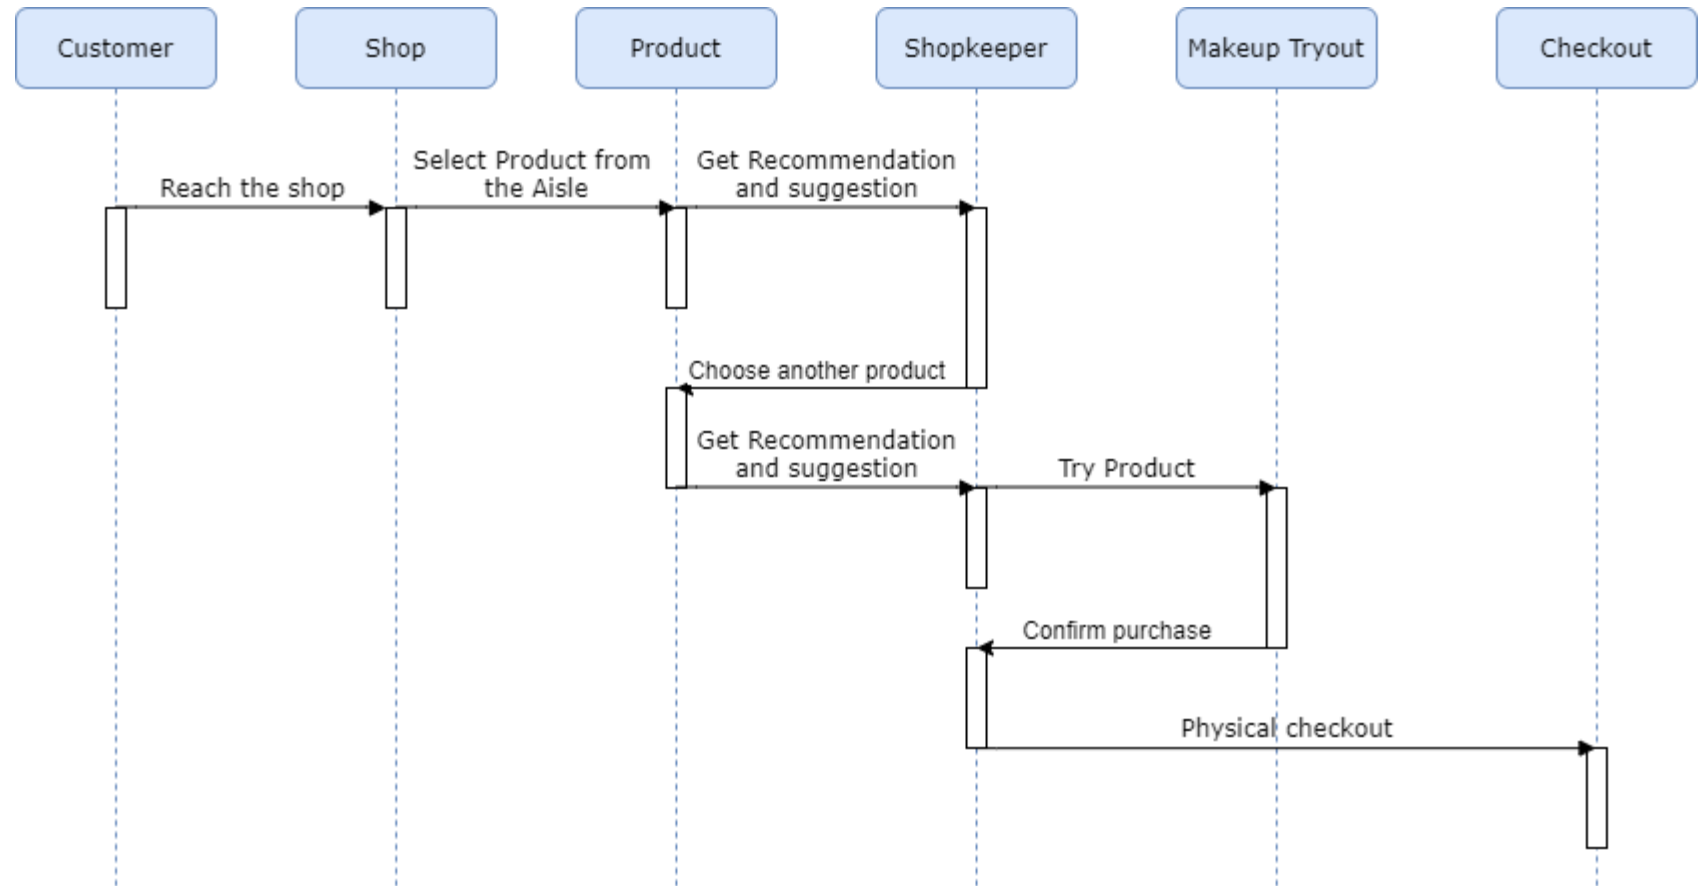 Customer
Shop
Product
Shopkeeper
Makeup Tryout
Checkout
Reach the shop
Select Product from
the Aisle
Get Recommendation
and suggestion
Choose another product
Get Recommendation
and suggestion
Try Product
Confirm purchase
Physical checkout